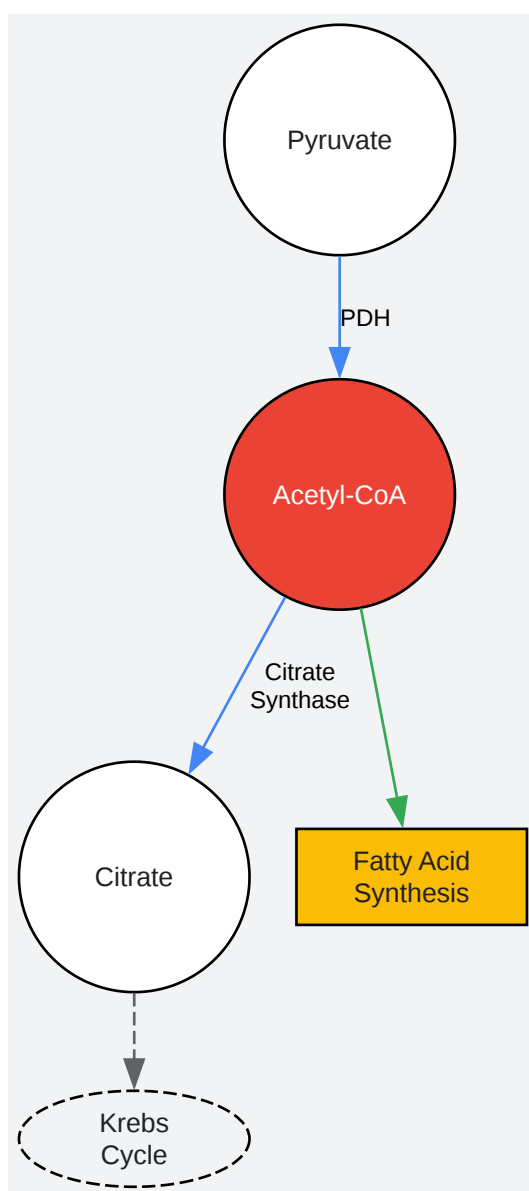 Pyruvate
PDH
Acetyl-CoA
Citrate
Synthase
Citrate
Fatty Acid
Synthesis
Krebs
Cycle